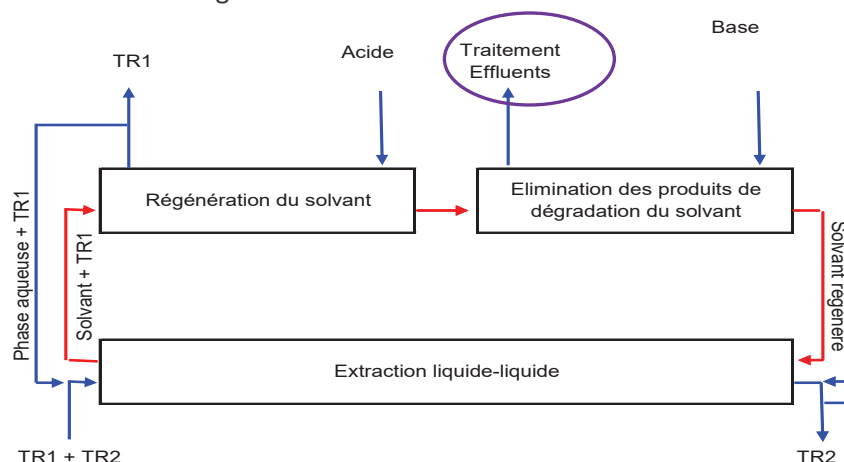 Base
Acide
Traitement
Effluents
TR1
Régénération du solvant
Elimination des produits de
dégradation du solvant
Phase aqueuse + TR1
Solvant + TR1
Solvant regenere
Extraction liquide-liquide
TR1 + TR2
TR2